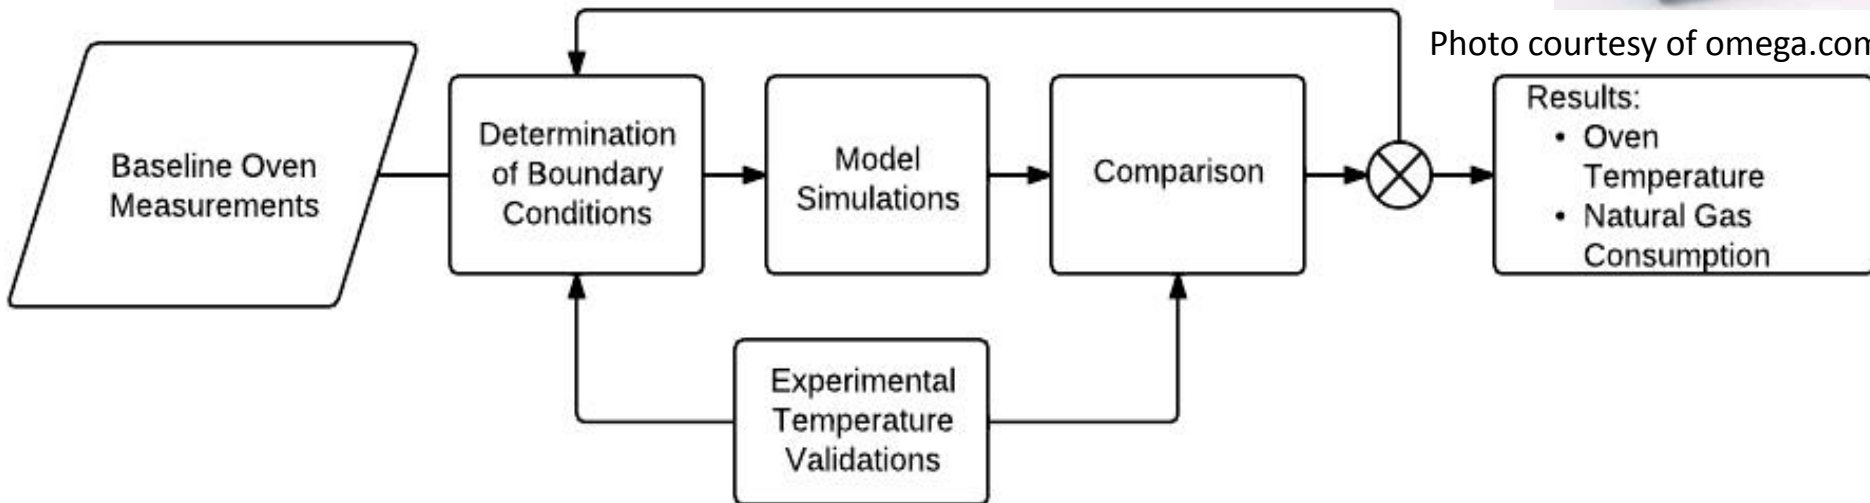 Photo courtesy of omega.com
Baseline Oven
Measurements
Determination
of Boundary
Conditions
Model
Simulations
Comparison
Results:
• Oven
Temperature
• Natural Gas
Consumption
Experimental
Temperature
Validations